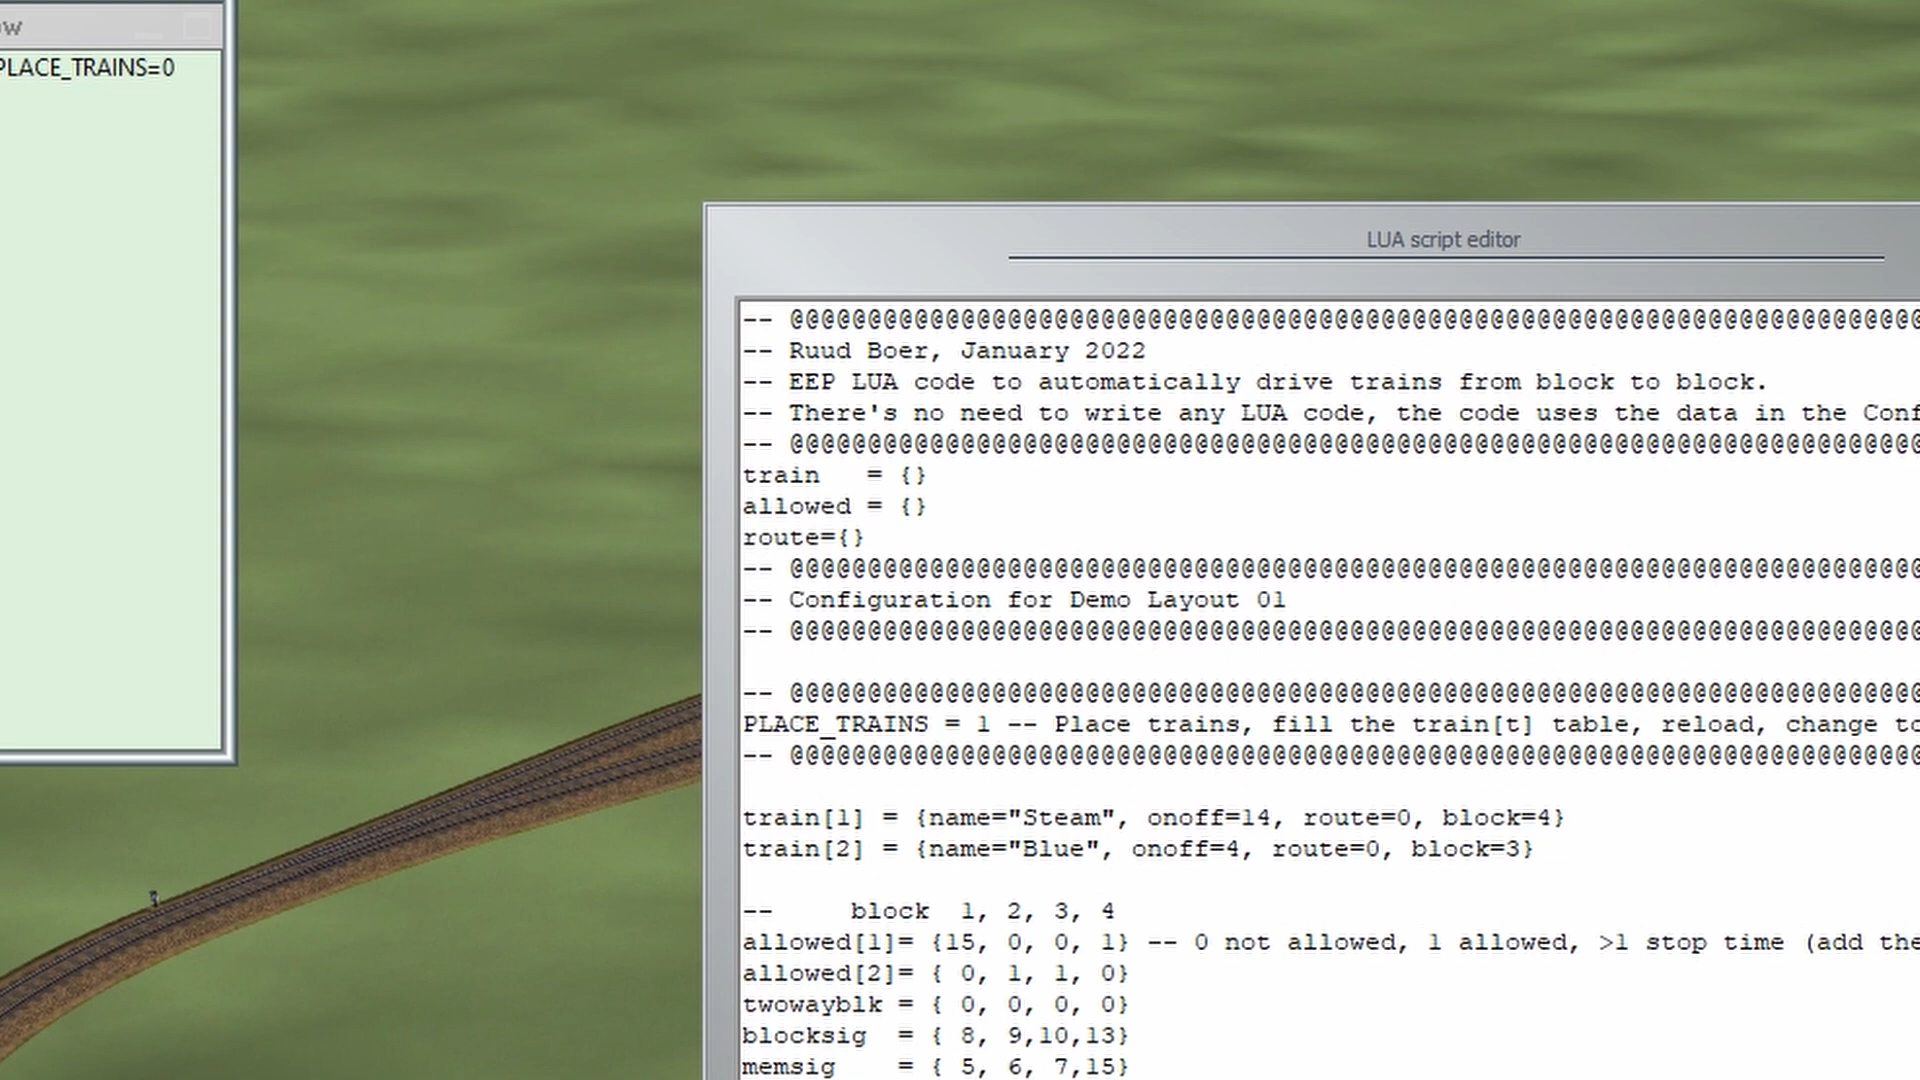 PLACE_TRAINS=0
LUA script editor
-- @@@@@@@@@@@@@@@@@@@@@@@@@@@@@@@@@@@@@@@@@@@@@@@@@@@@@@@@@@@@@@@@@@@@@@@@@
-- Ruud Boer, January 2022
-- EEP LUA code to automatically drive trains from block to block.
-- There's no need to write any LUA code, the code uses the data in the
-- @@@@@@@@@@@@@@@@@@@@@@@@@@@@@@@@@@@@@@@@@@@@@@@@@@@@@@@@@@@@@@@@@@@@@@@@@
train   = {}
allowed = {}
route={}
-- @@@@@@@@@@@@@@@@@@@@@@@@@@@@@@@@@@@@@@@@@@@@@@@@@@@@@@@@@@@@@@@@@@@@@@@@@
-- Configuration for Demo Layout 01
-- @@@@@@@@@@@@@@@@@@@@@@@@@@@@@@@@@@@@@@@@@@@@@@@@@@@@@@@@@@@@@@@@@@@@@@@@@
-- @@@@@@@@@@@@@@@@@@@@@@@@@@@@@@@@@@@@@@@@@@@@@@@@@@@@@@@@@@@@@@@@@@@@@@@@@
PLACE_TRAINS = 1 -- Place trains, fill the train[t] table, reload, change
-- @@@@@@@@@@@@@@@@@@@@@@@@@@@@@@@@@@@@@@@@@@@@@@@@@@@@@@@@@@@@@@@@@@@@@@@@@
train[1] = {name="Steam", onoff=14, route=0, block=4}
train[2] = {name="Blue", onoff=4, route=0, block=3}
--     block  1, 2, 3, 4
allowed[1]= {15, 0, 0, 1} -- 0 not allowed, 1 allowed, >1 stop time (add
allowed[2]= { 0, 1, 1, 0}
twowayblk = { 0, 0, 0, 0}
blocksig  = { 8, 9,10,13}
memsig    = { 5, 6, 7,15}